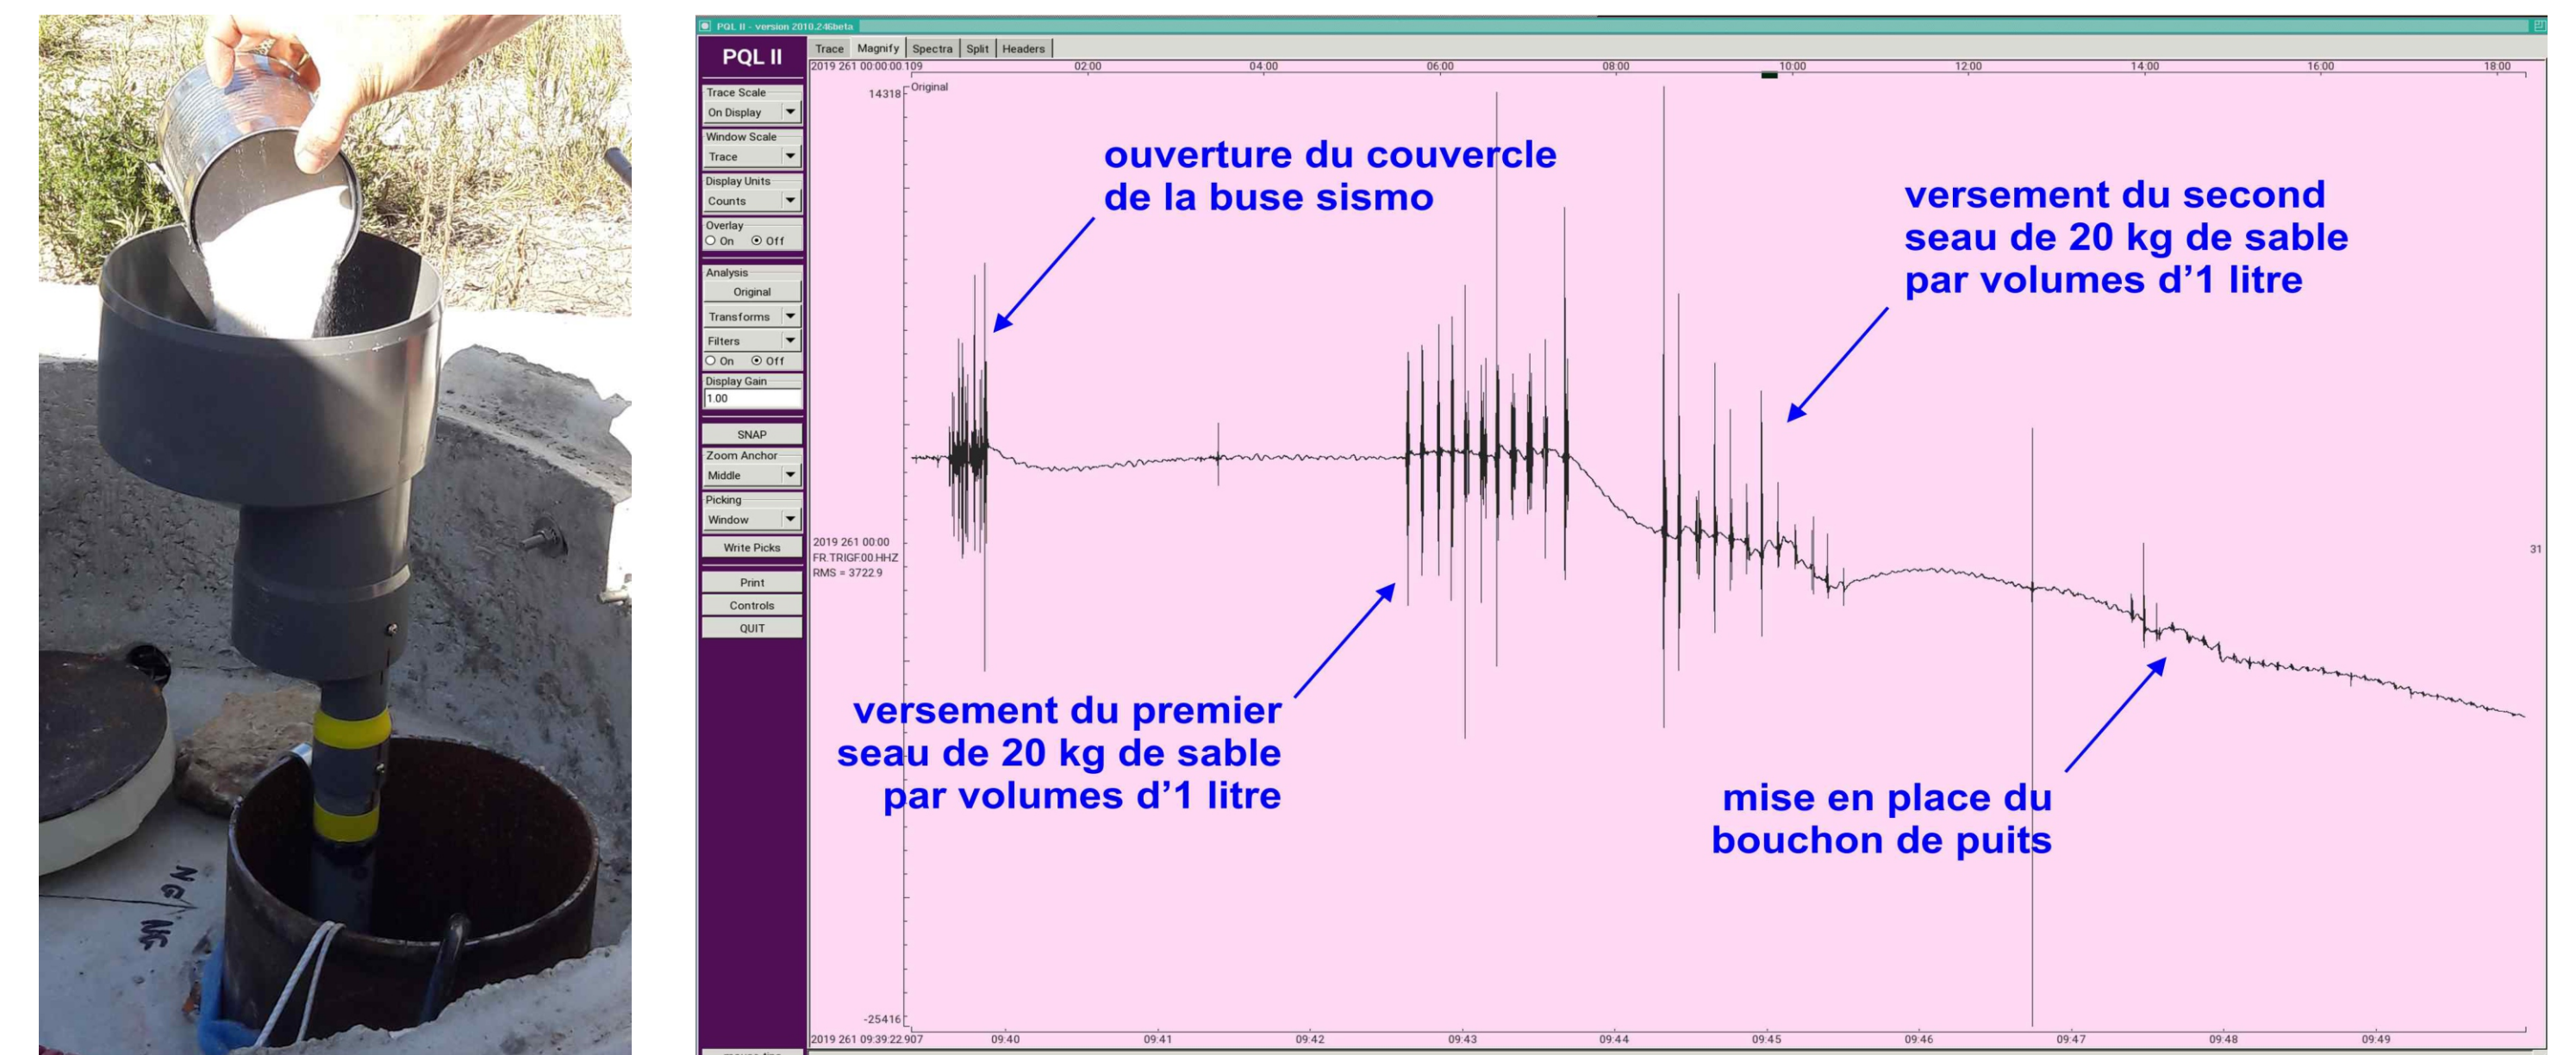 PQL II - version 2010.246beta
PQL II
Trace Magnify Spectra Split Headers
2019 261 00:00:00.109 02:00 04:00 06:00 08:00 10:00 12:00 14:00 16:00 18:00
Trace Scale
On Display
Window Scale
Trace
Display Units
Counts
Overlay
On Off
Analysis
Original
Transforms
Filters
On Off
Display Gain
1.00
SNAP
Zoom Anchor
Middle
Picking
Window
Write Picks
Print
Controls
QUIT
14318
Original
ouverture du couvercle
de la buse sismo
versement du second
seau de 20 kg de sable
par volumes d’1 litre
2019 261 00:00
FR.TRIGF.00.HHZ
RMS = 3722.9
31
versement du premier
seau de 20 kg de sable
par volumes d’1 litre
mise en place du
bouchon de puits
-25416
2019 261 09:39:22.907 09:40 09:41 09:42 09:43 09:44 09:45 09:46 09:47 09:48 09:49
NG
NG